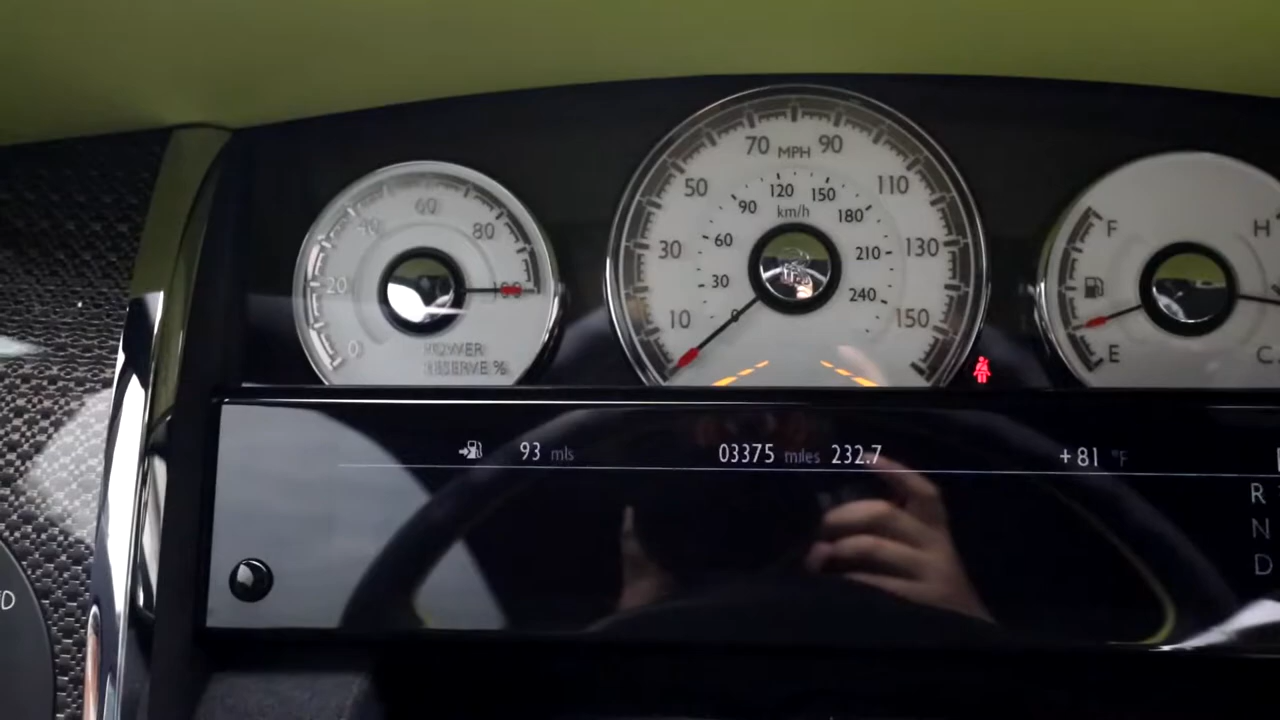 0 20 40 60 80 100
POWER
RESERVE %
10 30 50 70 90 110 130 150
MPH
0 30 60 90 120 150 180 210 240
km/h
F
E
H
C
93 mls
03375 miles 232.7
+81 °F
R
N
D